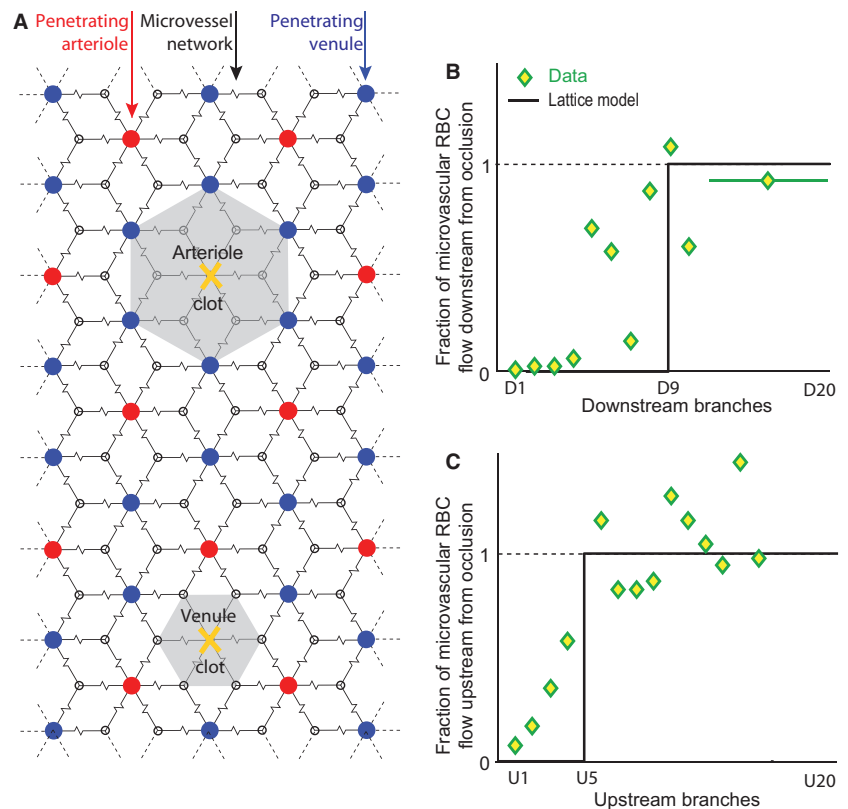 A
Penetrating
arteriole
Microvessel
network
Penetrating
venule
Arteriole
clot
Venule
clot
B
Data
Lattice model
Fraction of microvascular RBC
flow downstream from occlusion
1
0
D1
D9
D20
Downstream branches
C
Fraction of microvascular RBC
flow upstream from occlusion
1
0
U1
U5
U20
Upstream branches